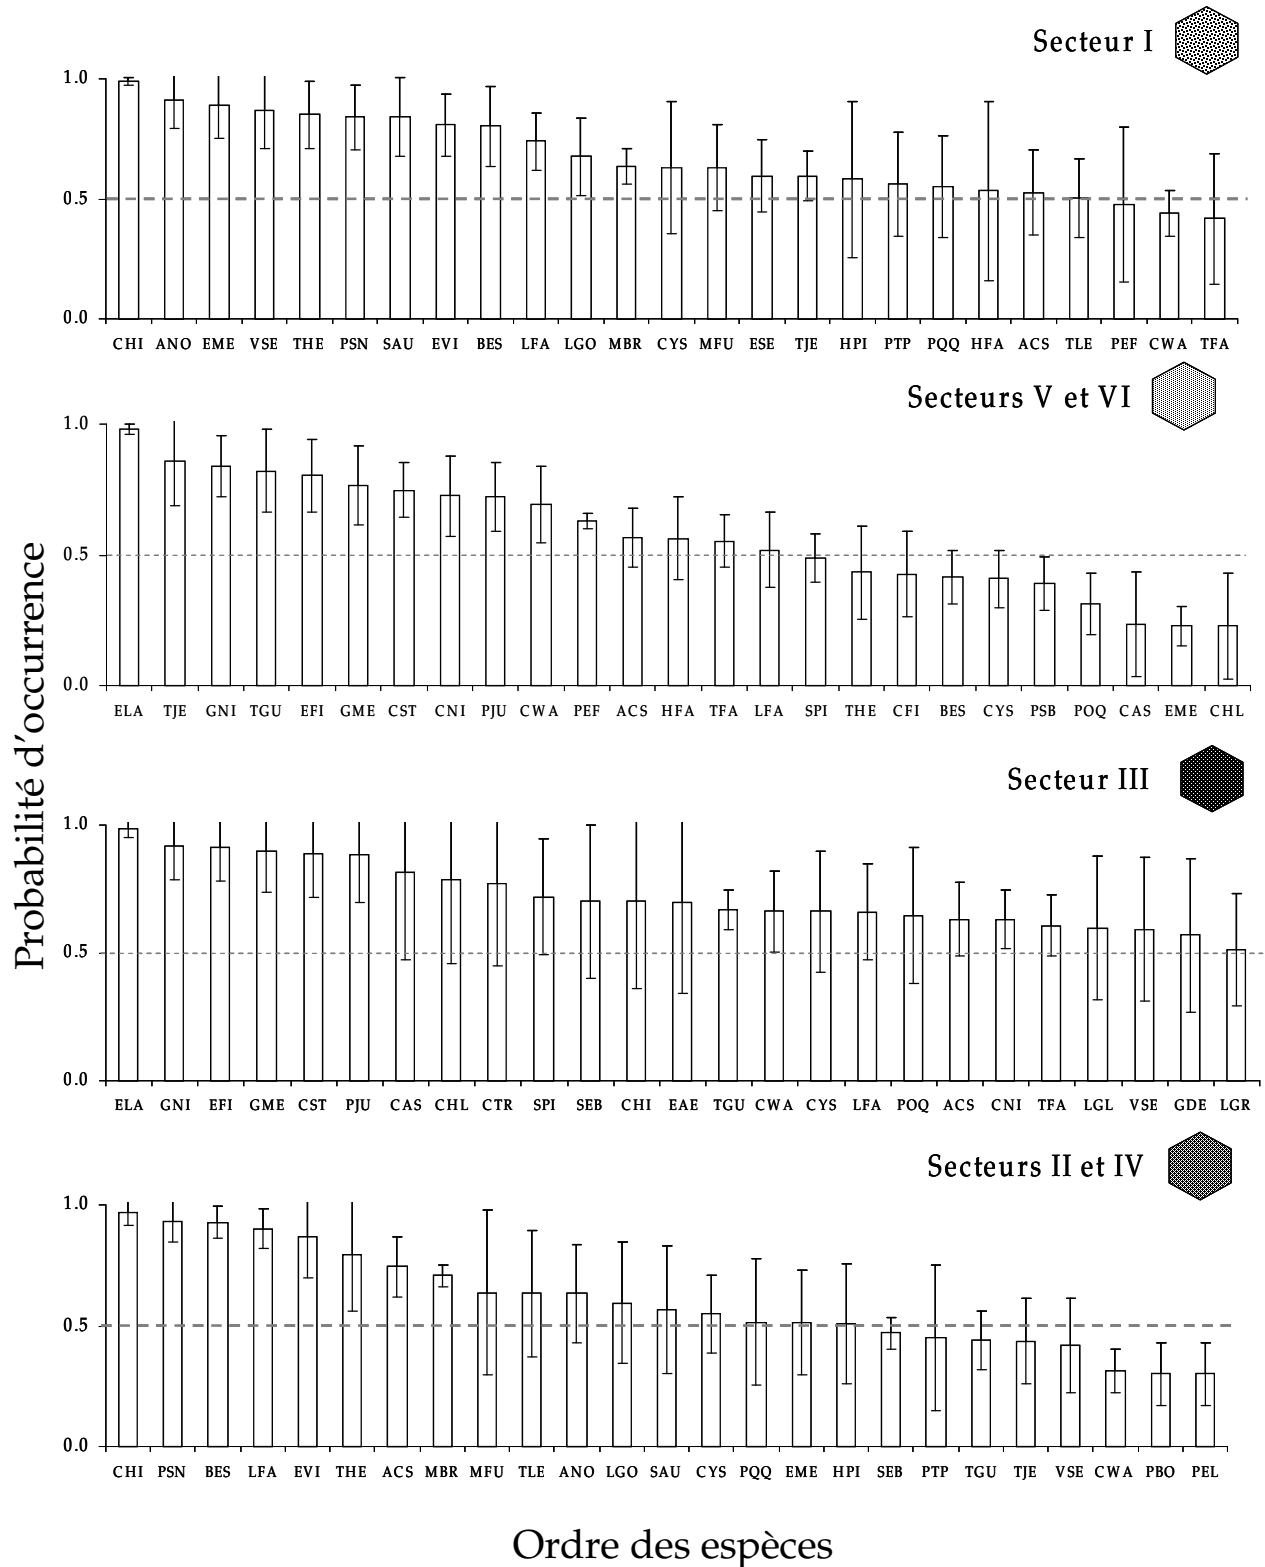 Secteur I
1.0
0.5
0.0
CHI ANO EME VSE THE PSN SAU EVI BES LFA LGO MBR CYS MFU ESE TJE HPI PTP PQQ HFA ACS TLE PEF CWA TFA
Secteurs V et VI
1.0
0.5
0.0
ELA TJE GNI TGU EFI GME CST CNI PJU CWA PEF ACS HFA TFA LFA SPI THE CFI BES CYS PSB POQ CAS EME CHL
Probabilité d'occurrence
Secteur III
1.0
0.5
0.0
ELA GNI EFI GME CST PJU CAS CHL CTR SPI SEB CHI EAE TGU CWA CYS LFA POQ ACS CNI TFA LGL VSE GDE LGR
Secteurs II et IV
1.0
0.5
0.0
CHI PSN BES LFA EVI THE ACS MBR MFU TLE ANO LGO SAU CYS PQQ EME HPI SEB PTP TGU TJE VSE CWA PBO PEL
Ordre des espèces